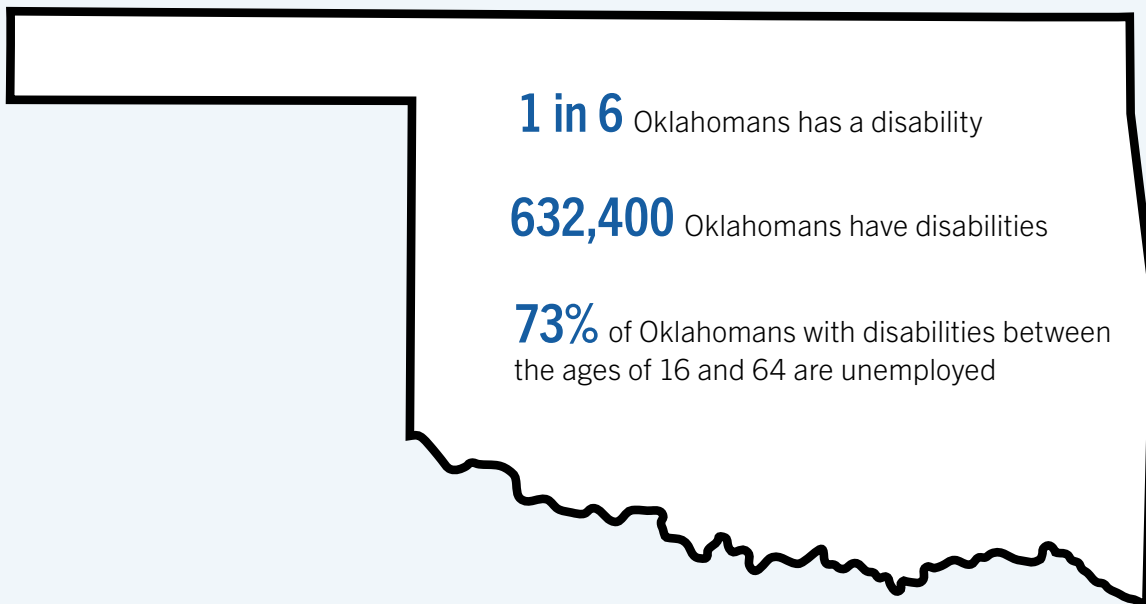 1 in 6 Oklahomans has a disability
632,400 Oklahomans have disabilities
73% of Oklahomans with disabilities between
the ages of 16 and 64 are unemployed